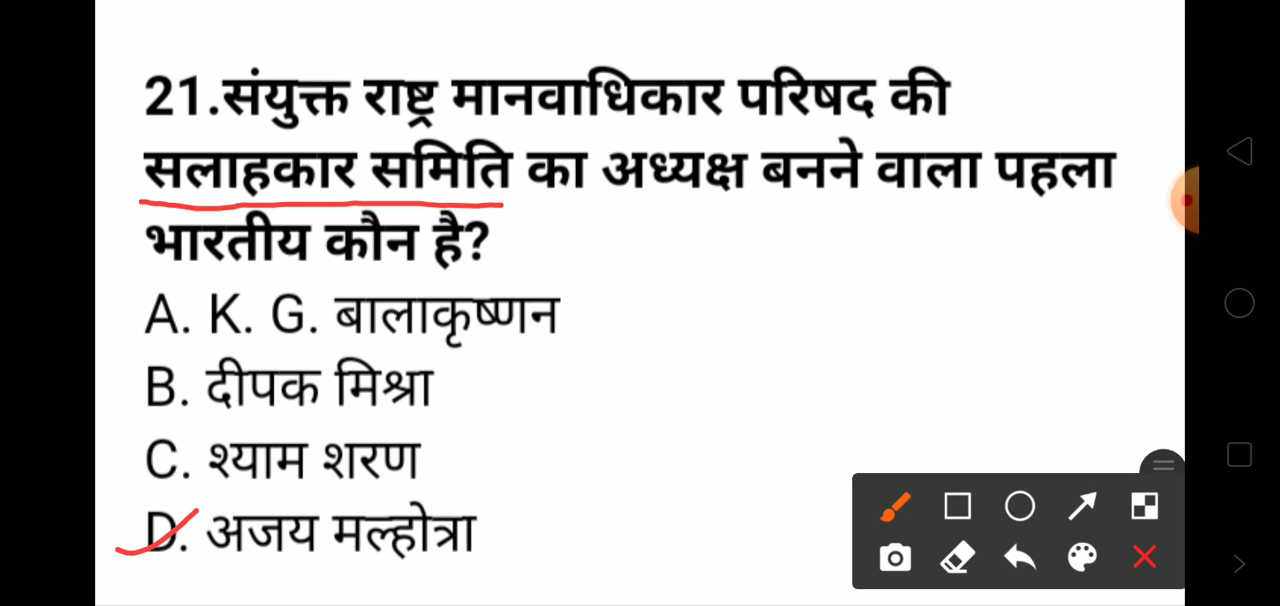 21.संयुक्त राष्ट्र मानवाधिकार परिषद की
सलाहकार समिति का अध्यक्ष बनने वाला पहला
भारतीय कौन है?
A. K. G. बालाकृष्णन
B. दीपक मिश्रा
C. श्याम शरण
D. अजय मल्होत्रा